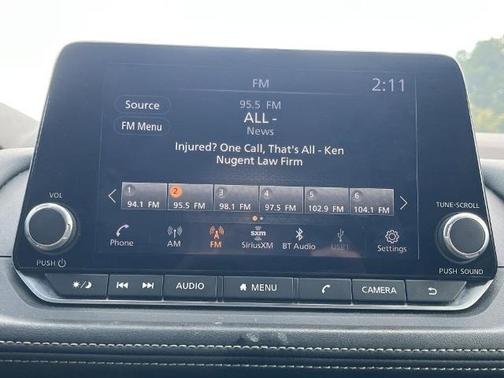 FM
2:11
Source
95.5 FM
ALL -
FM Menu
News
Injured? One Call, That's All - Ken
Nugent Law Firm
1 2 3 4 5 6
94.1 FM 95.5 FM 98.1 FM 97.5 FM 102.9 FM 104.1 FM
VOL
TUNE·SCROLL
Phone AM FM sxm SiriusXM BT Audio USB1 Settings
PUSH
PUSH SOUND
AUDIO MENU CAMERA